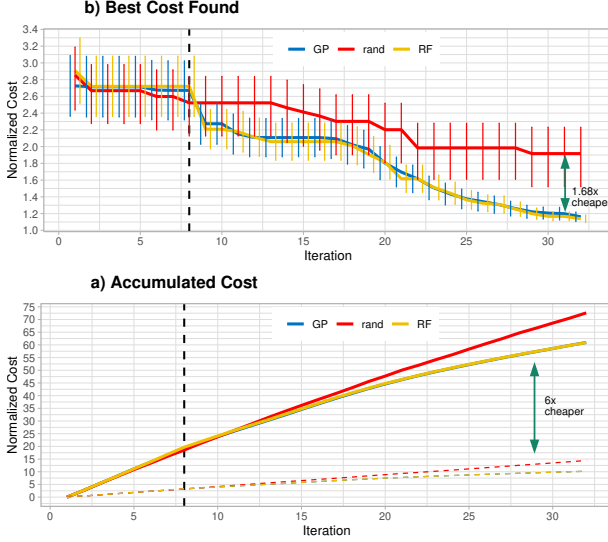 b) Best Cost Found
GP rand RF
Normalized Cost
3.4
3.2
3.0
2.8
2.6
2.4
2.2
2.0
1.8
1.6
1.4
1.2
1.0
1.68x
cheaper
0 5 10 15 20 25 30
Iteration
a) Accumulated Cost
GP rand RF
Normalized Cost
75
70
65
60
55
50
45
40
35
30
25
20
15
10
5
0
6x
cheaper
0 5 10 15 20 25 30
Iteration